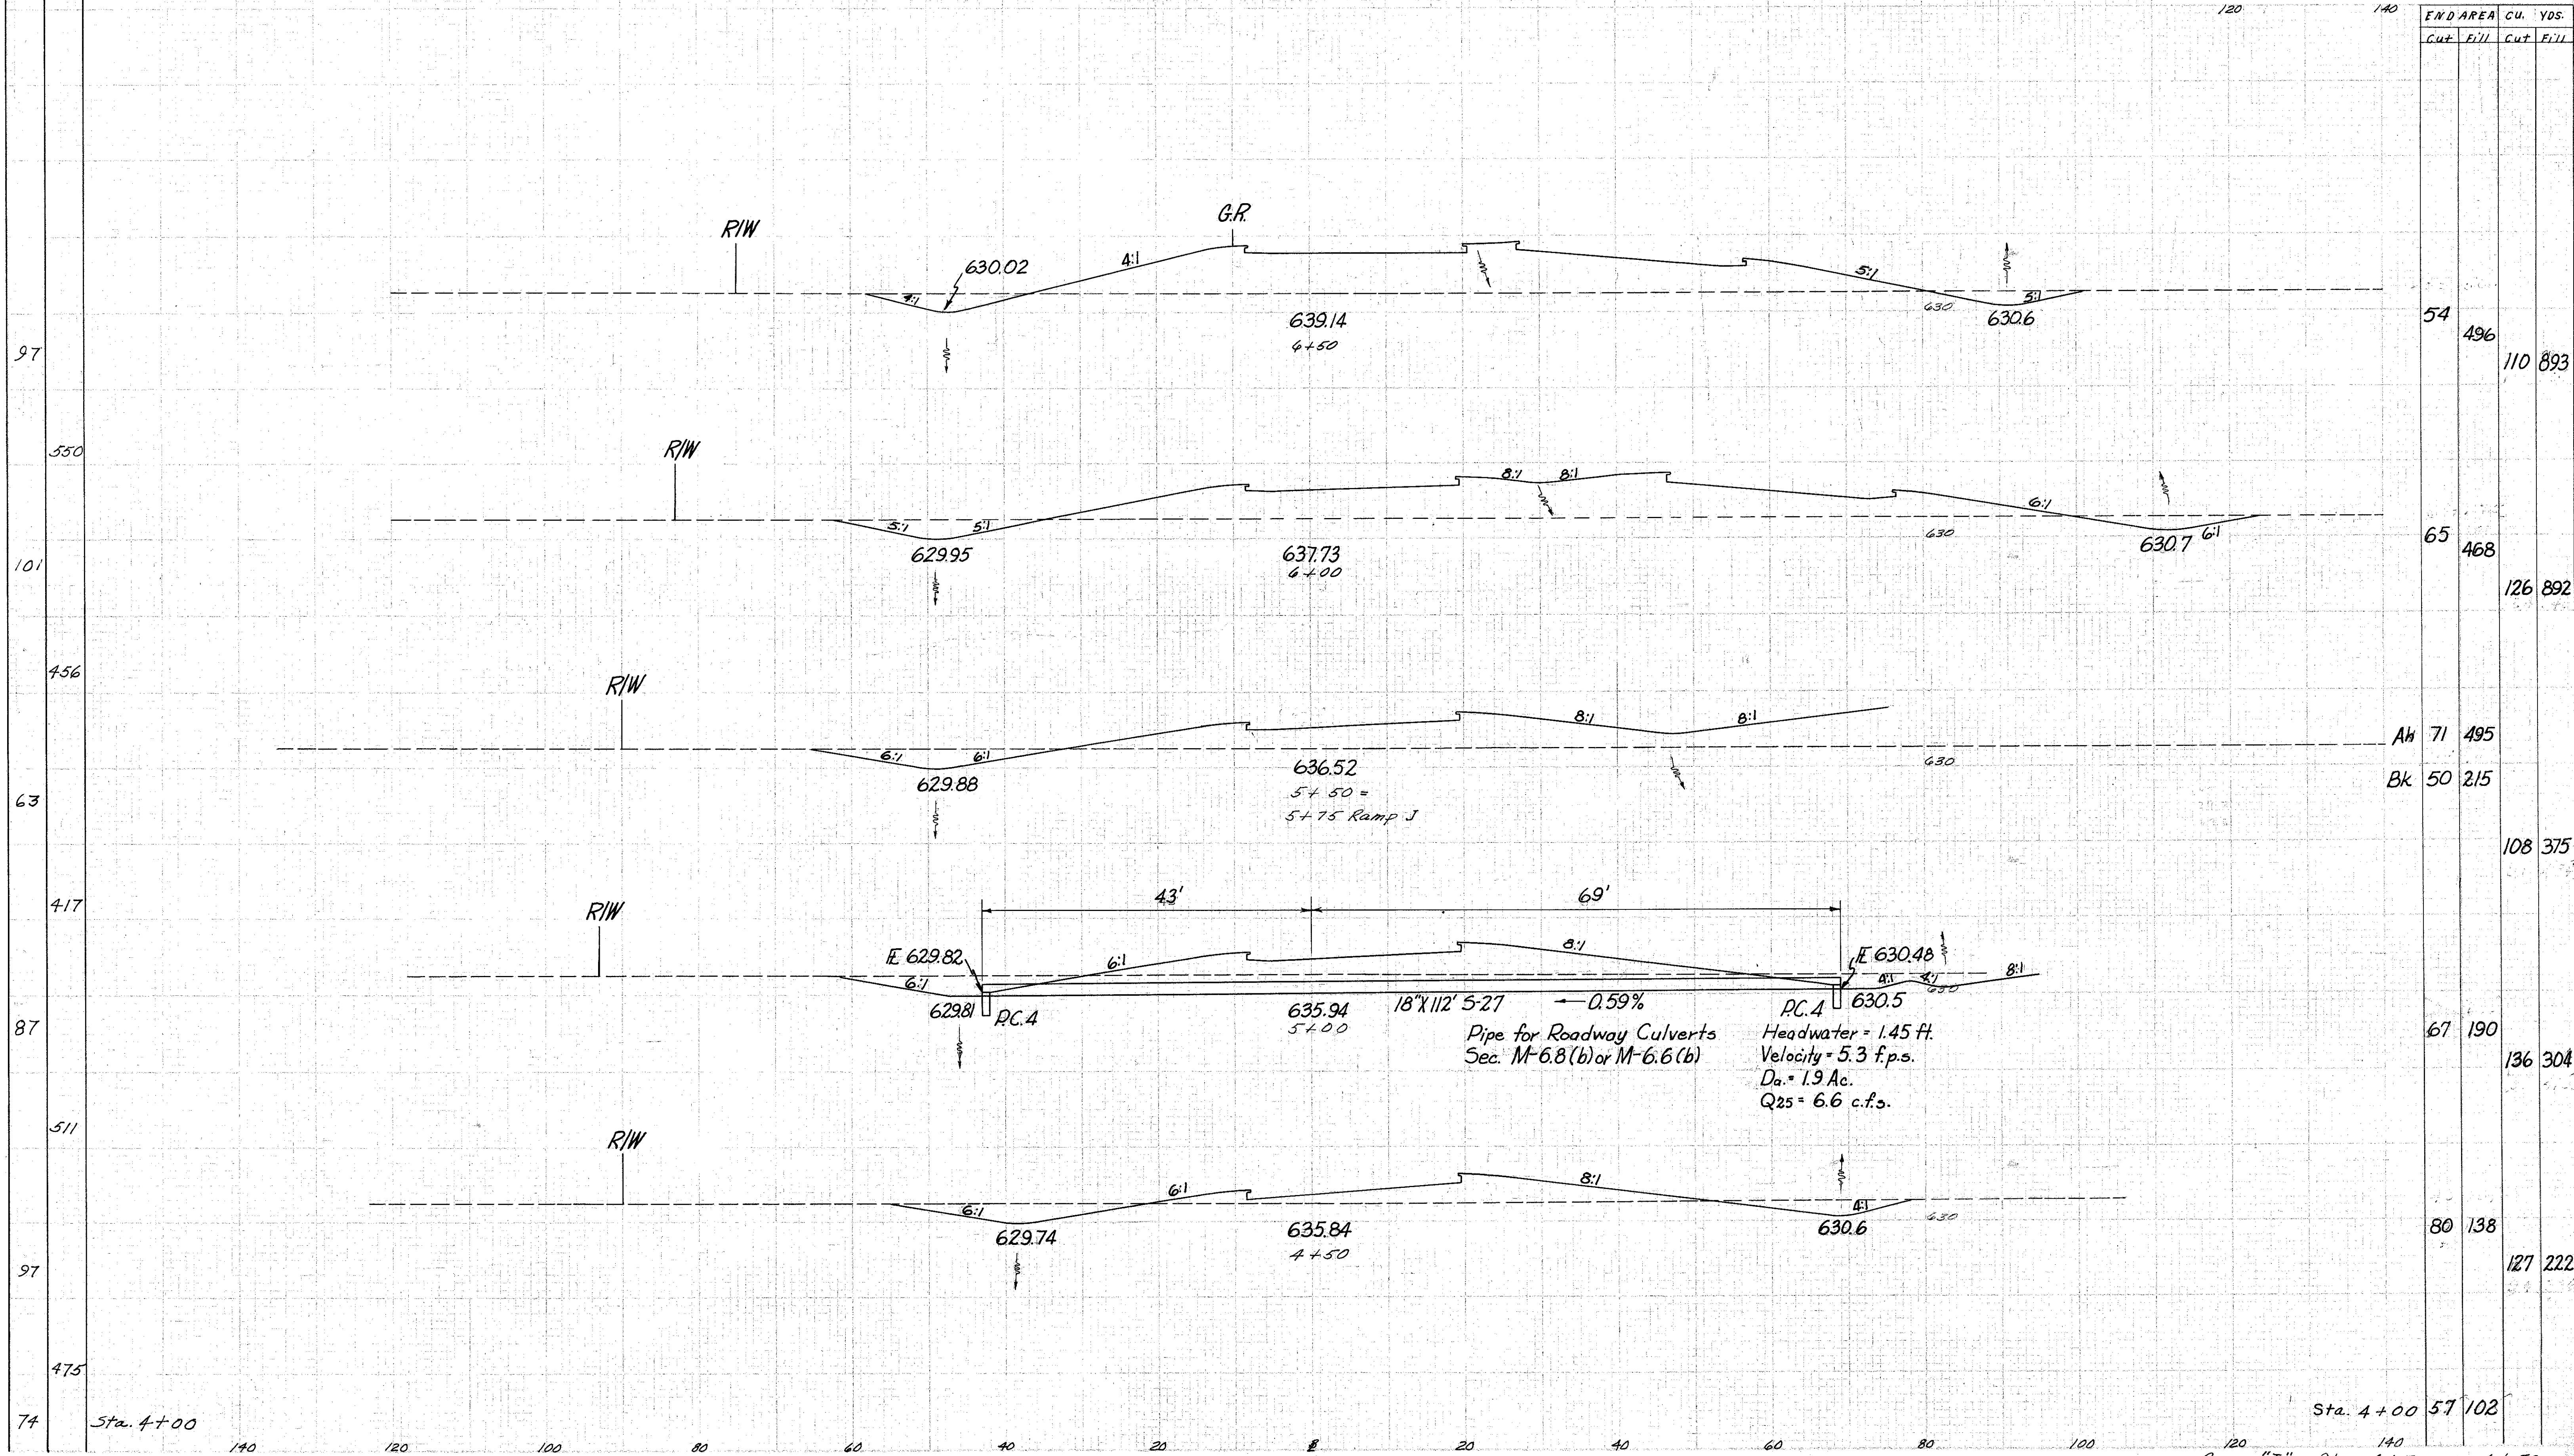 120 140
END AREA CU. YDS.
Cut Fill Cut Fill
R/W
G.R.
630.02
4:1
4:1
5:1
5:1
630
630.6
639.14
6+50
54
496
110 893
97
550
R/W
8:1 8:1
5:1 5:1
6:1
6:1
629.95
637.73
6+00
630
630.7
65
468
126 892
101
456
R/W
8:1 8:1
6:1 6:1
629.88
636.52
5+50 =
5+75 Ramp J
630
Ah 71 495
Bk 50 215
63
108 375
417
R/W
43' 69'
F̸E 629.82
6:1
8:1
F̸E 630.48
6:1
4:1 4:1 8:1
630
629.81
P.C.4
635.94
5+00
18"X112' S-27 ←0.59%
P.C.4
630.5
Pipe for Roadway Culverts
Sec. M-6.8(b) or M-6.6(b)
Headwater = 1.45 ft.
Velocity = 5.3 f.p.s.
Da. = 1.9 Ac.
Q25 = 6.6 c.f.s.
87
67 190
136 304
511
R/W
6:1
6:1
8:1
4:1
630
629.74
635.84
4+50
630.6
80 138
97
127 222
475
74
Sta. 4+00
Sta. 4+00 57 102
140 120 100 80 60 40 20 ℄ 20 40 60 80 100 120 140